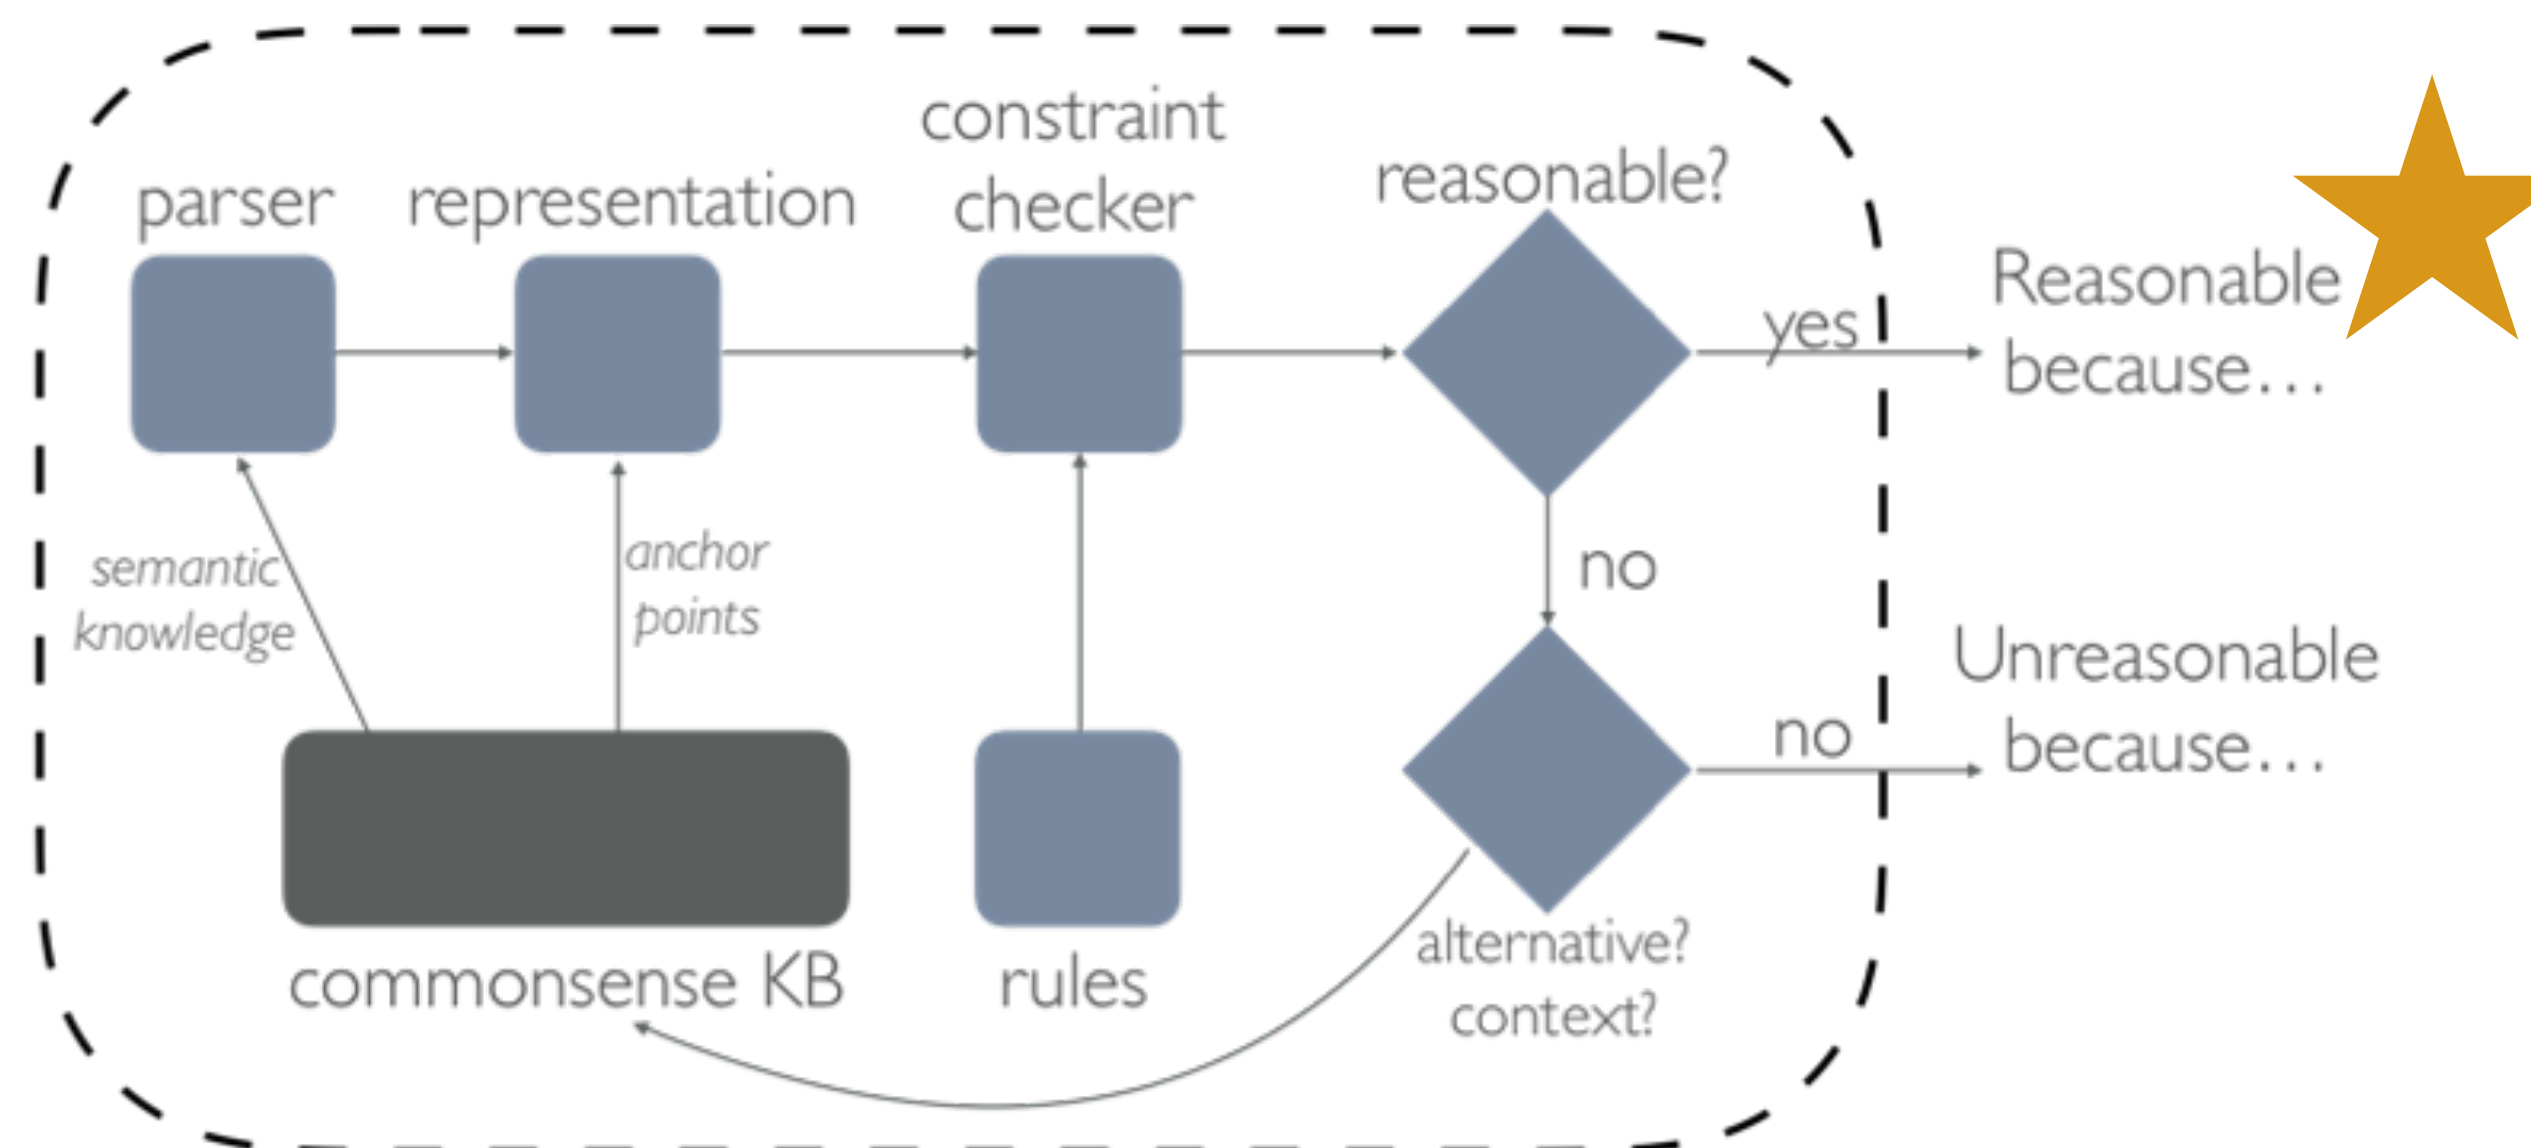 constraint
checker
parser
representation
reasonable?
yes
Reasonable
because...
semantic
knowledge
anchor
points
no
Unreasonable
because...
no
commonsense KB
rules
alternative?
context?